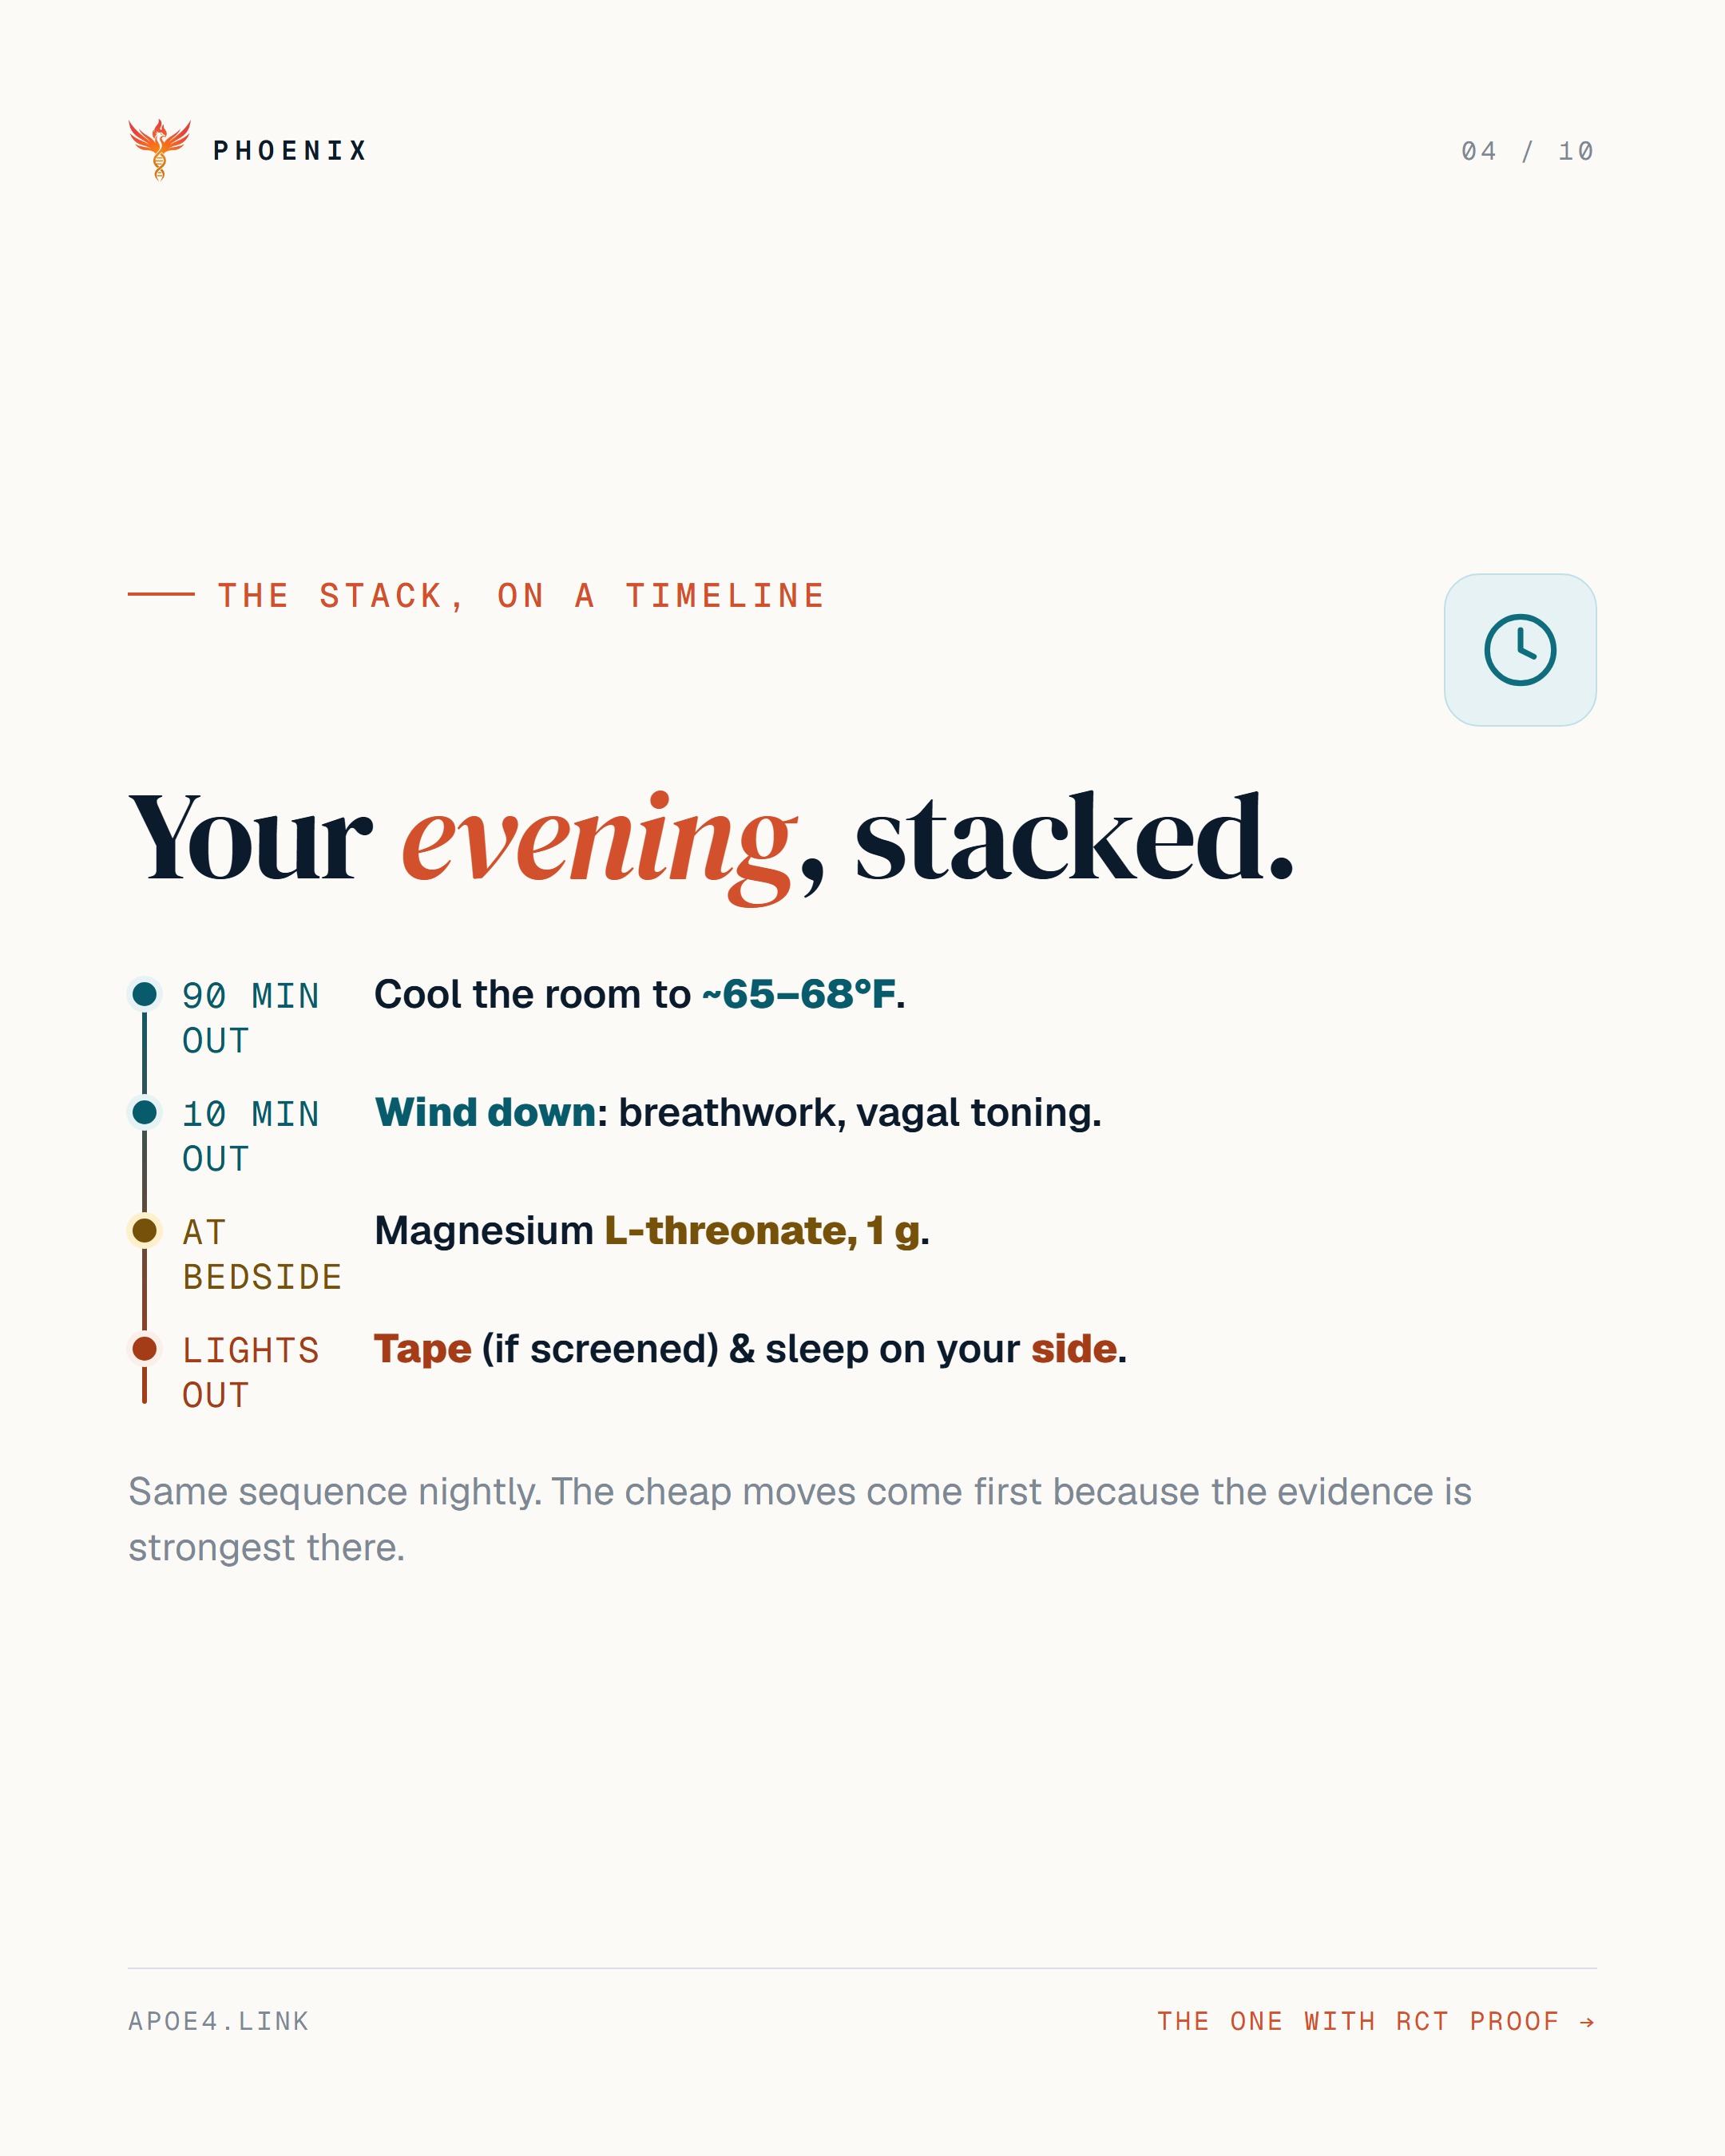 PHOENIX
04 / 10
THE STACK, ON A TIMELINE
Your evening, stacked.
90 MIN OUT
Cool the room to ~65–68°F.
10 MIN OUT
Wind down: breathwork, vagal toning.
AT BEDSIDE
Magnesium L-threonate, 1 g.
LIGHTS OUT
Tape (if screened) & sleep on your side.
Same sequence nightly. The cheap moves come first because the evidence is
strongest there.
APOE4.LINK
THE ONE WITH RCT PROOF →